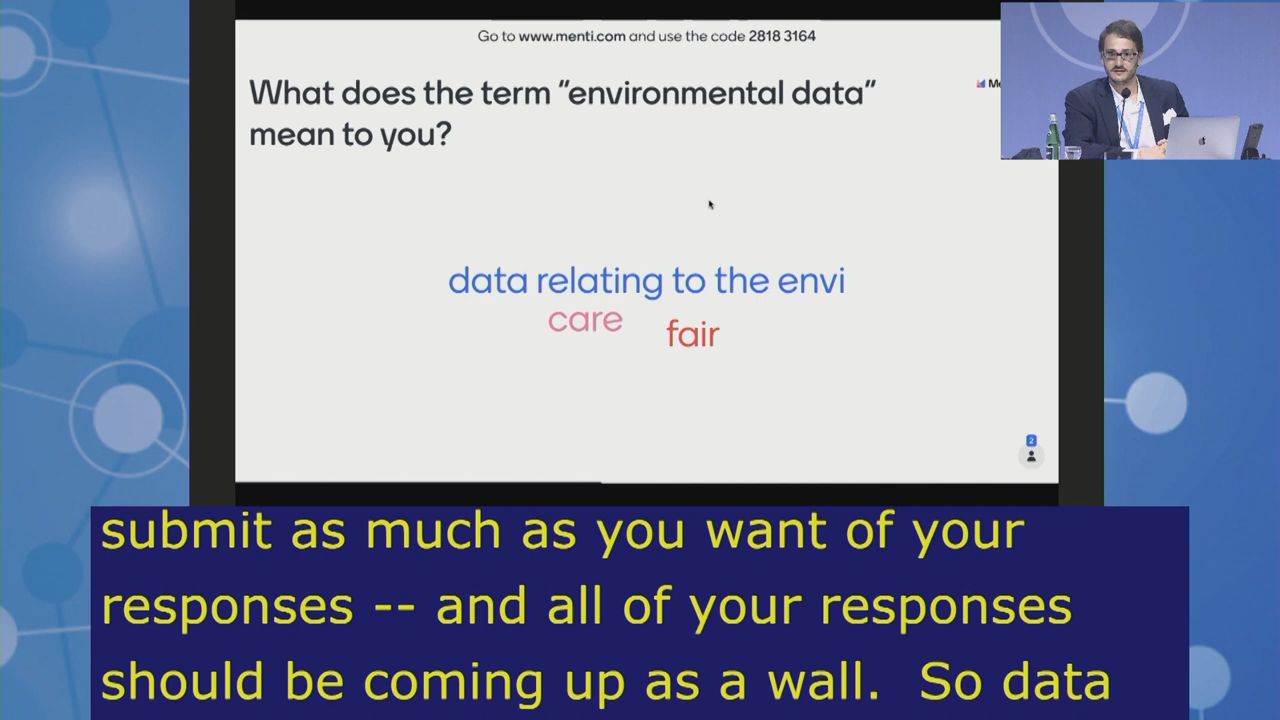 Go to www.menti.com and use the code 2818 3164
What does the term "environmental data"
mean to you?
data relating to the envi
care
fair
2
submit as much as you want of your
responses -- and all of your responses
should be coming up as a wall. So data